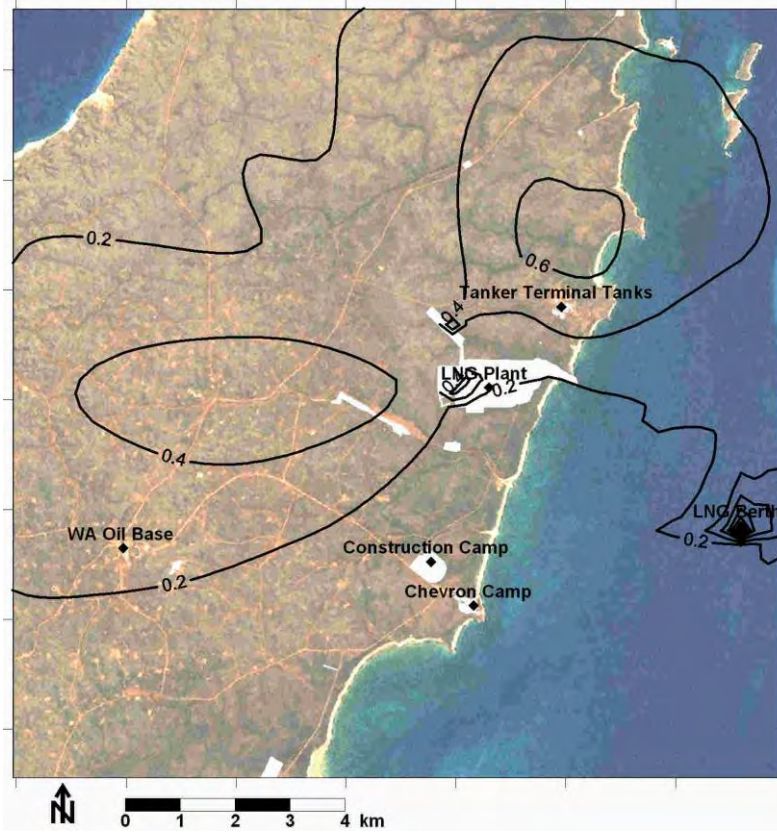 0.2
0.6
Tanker Terminal Tanks
0.4
LNG Plant
0.2
0.4
LNG Berth
0.2
WA Oil Base
Construction Camp
0.2
Chevron Camp
N
0 1 2 3 4 km